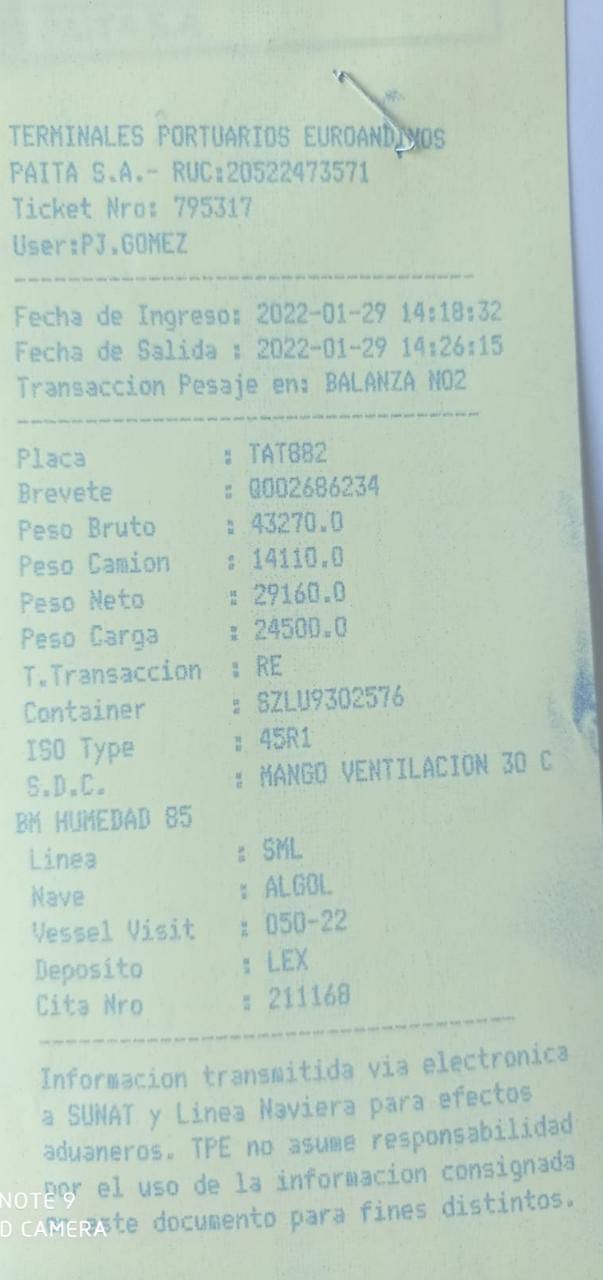 TERMINALES PORTUARIOS EUROANDINOS
PAITA S.A.- RUC:20522473571
Ticket Nro: 795317
User:PJ.GOMEZ
Fecha de Ingreso: 2022-01-29 14:18:32
Fecha de Salida : 2022-01-29 14:26:15
Transaccion Pesaje en: BALANZA NO2
Placa : TAT882
Brevete : Q002686234
Peso Bruto : 43270.0
Peso Camion : 14110.0
Peso Neto : 29160.0
Peso Carga : 24500.0
T.Transaccion : RE
Container : SZLU9302576
ISO Type : 45R1
S.D.C. : MANGO VENTILACION 30 C
BM HUMEDAD 85
Linea : SML
Nave : ALGOL
Vessel Visit : 050-22
Deposito : LEX
Cita Nro : 211168
Informacion transmitida via electronica
a SUNAT y Linea Naviera para efectos
aduaneros. TPE no asume responsabilidad
por el uso de la informacion consignada
este documento para fines distintos.
NOTE 9
D CAMERA